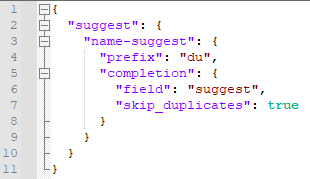 1 {
2   "suggest": {
3     "name-suggest": {
4       "prefix": "du",
5       "completion": {
6         "field": "suggest",
7         "skip_duplicates": true
8       }
9     }
10   }
11 }